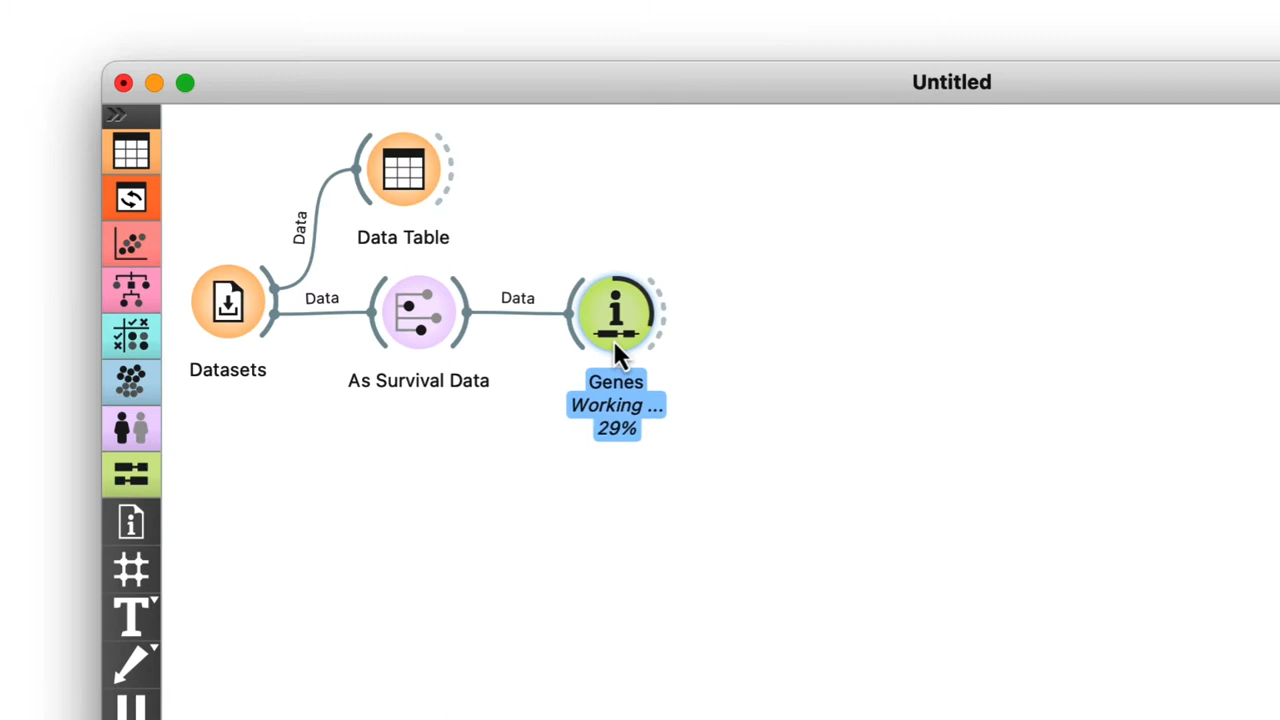 Untitled
Data
Data Table
Data
Data
Datasets
As Survival Data
Genes
Working ...
29%